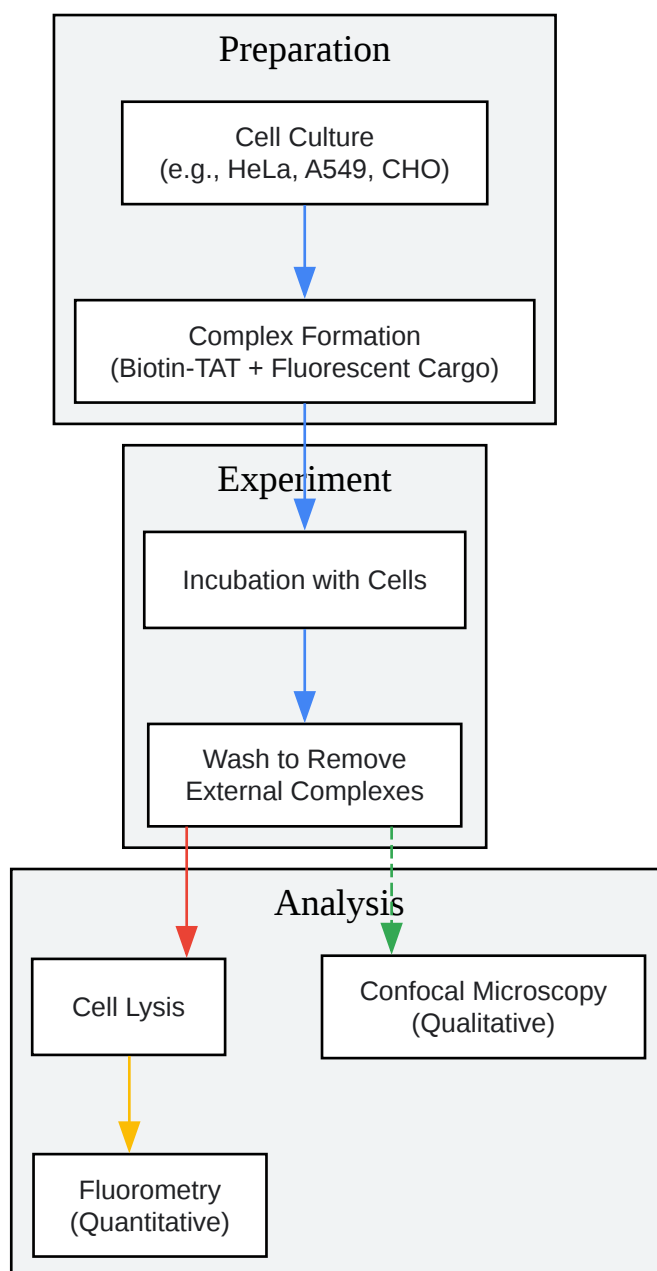 Preparation
Cell Culture
(e.g., HeLa, A549, CHO)
Complex Formation
(Biotin-TAT + Fluorescent Cargo)
Experiment
Incubation with Cells
Wash to Remove
External Complexes
Analysis
Cell Lysis
Confocal Microscopy
(Qualitative)
Fluorometry
(Quantitative)